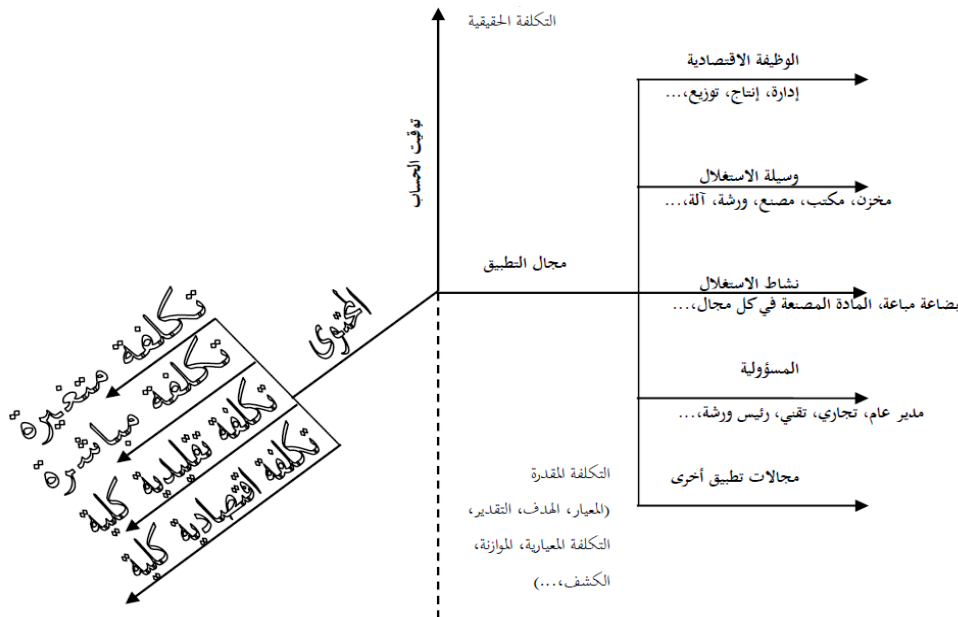 التكلفة الحقيقية
توقيت الحساب
الوظيفة الاقتصادية
إدارة، إنتاج، توزيع،...
وسيلة الاستغلال
مخزن، مكتب، مصنع، ورشة، آلة،...
مجال التطبيق
نشاط الاستغلال
بضاعة مباعة، المادة المصنعة في كل مجال،...
المسؤولية
مدير عام، تجاري، تقني، رئيس ورشة،...
مجالات تطبيق أخرى
المحتوى
تكلفة متغيرة
تكلفة مباشرة
تكلفة تقليدية كلية
تكلفة اقتصادية كلية
التكلفة المقدرة
(المعيار، الهدف، التقدير،
التكلفة المعيارية، الموازنة،
الكشف،...)